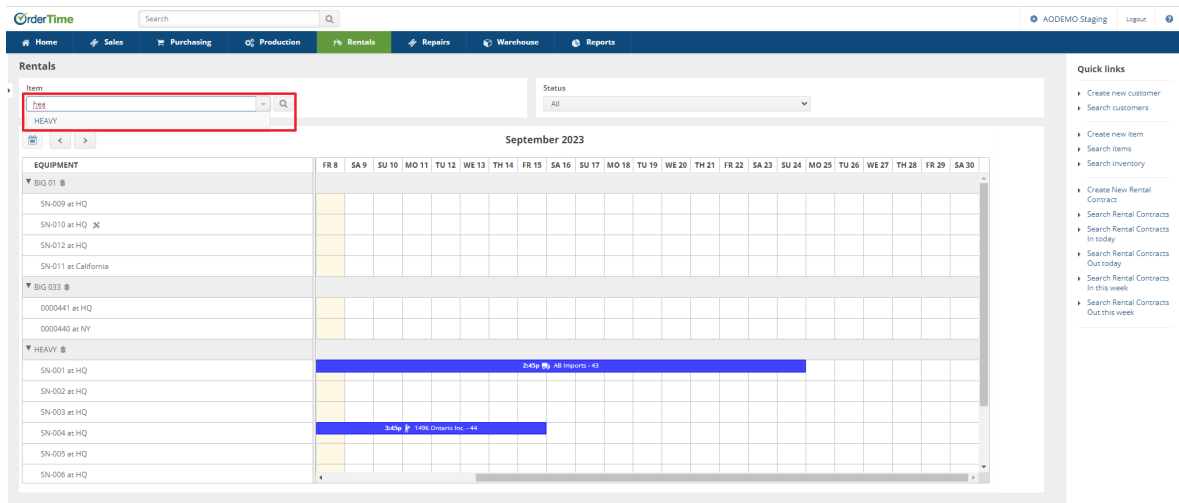 OrderTime
Search
AODEMO Staging Logout
Home Sales Purchasing Production Rentals Repairs Warehouse Reports
Rentals
Item
hea
HEAVY
Status
All
September 2023
EQUIPMENT FR 8 SA 9 SU 10 MO 11 TU 12 WE 13 TH 14 FR 15 SA 16 SU 17 MO 18 TU 19 WE 20 TH 21 FR 22 SA 23 SU 24 MO 25 TU 26 WE 27 TH 28 FR 29 SA 30
BIG 01
SN-009 at HQ
SN-010 at HQ
SN-012 at HQ
SN-011 at California
BIG 033
0000441 at HQ
0000440 at NY
HEAVY
SN-001 at HQ 2:45p AB Imports - 43
SN-002 at HQ
SN-003 at HQ
SN-004 at HQ 3:45p 1496 Ontario Inc. - 44
SN-005 at HQ
SN-006 at HQ
Quick links
Create new customer
Search customers
Create new item
Search items
Search inventory
Create New Rental
Contract
Search Rental Contracts
Search Rental Contracts
In today
Search Rental Contracts
Out today
Search Rental Contracts
In this week
Search Rental Contracts
Out this week